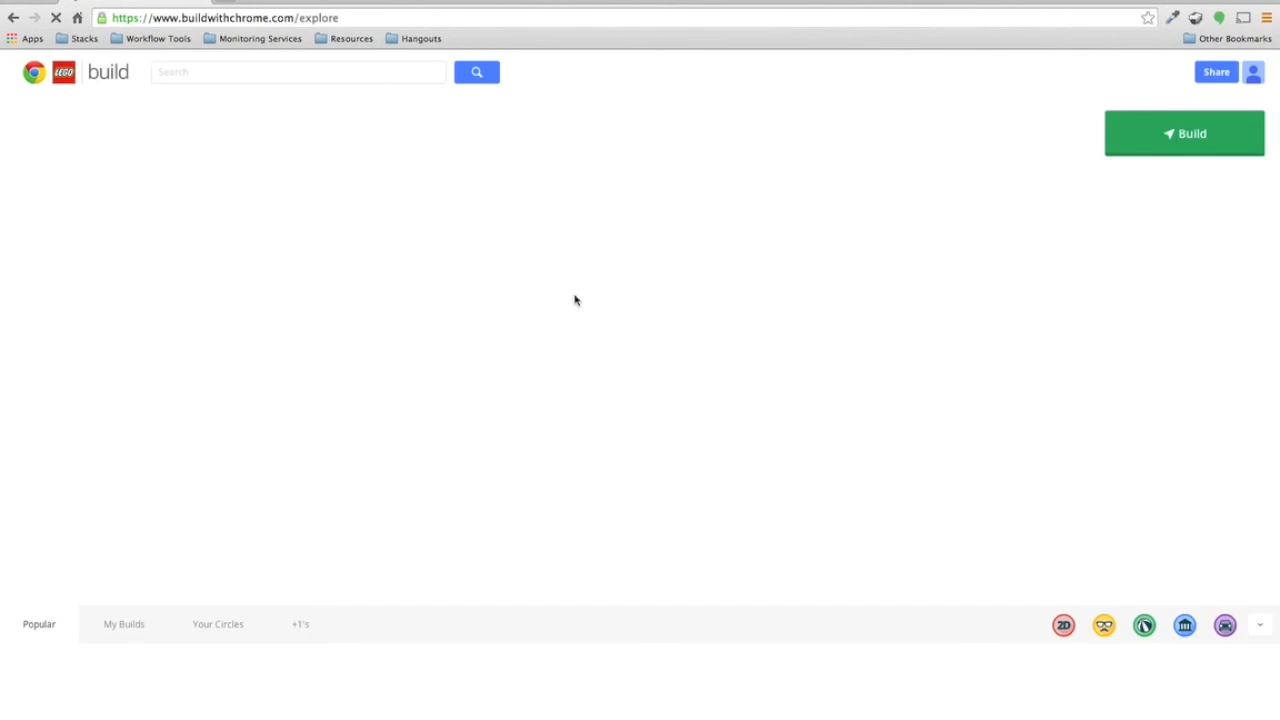 https://www.buildwithchrome.com/explore
Apps Stacks Workflow Tools Monitoring Services Resources Hangouts Other Bookmarks
LEGO build Search Share
Build
Popular My Builds Your Circles +1's 2D